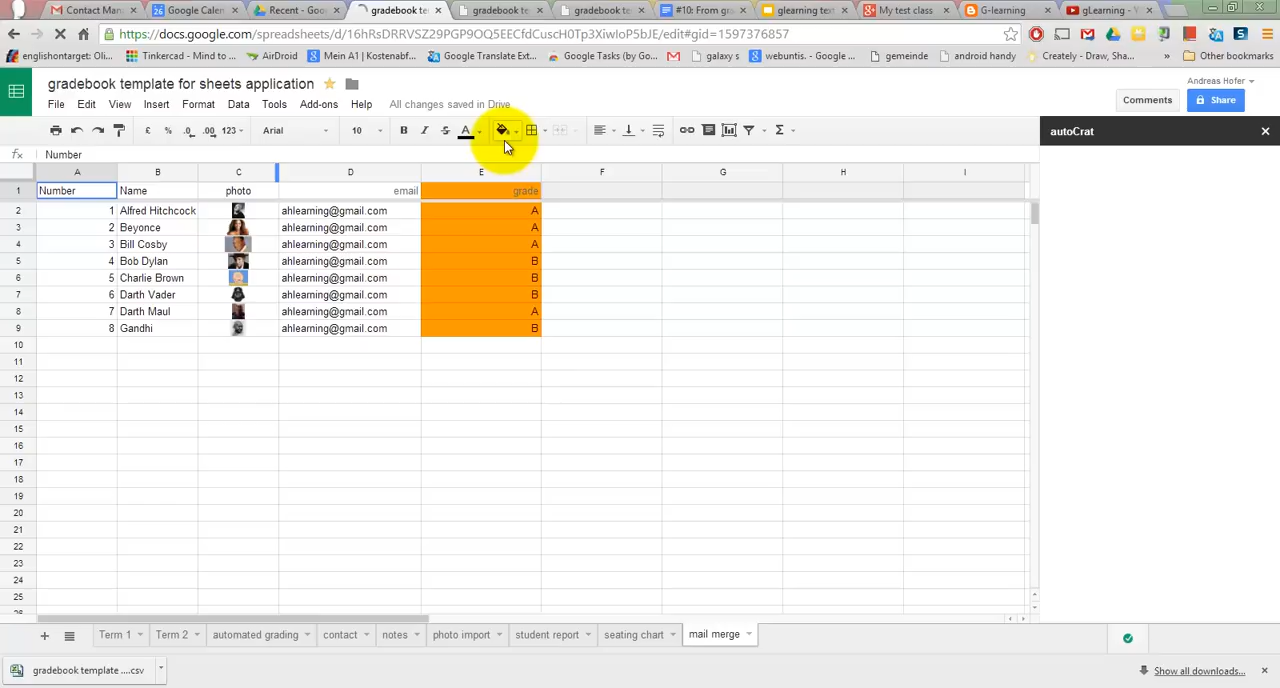 Contact Man
Google Calen
Recent - Goo
gradebook te
gradebook te
gradebook te
#10: From gr
glearning tex
My test class
G-learning
gLearning - Y
https://docs.google.com/spreadsheets/d/16hRsDRRVSZ29PGP9OQ5EECfdCuscH0Tp3XiwIoP5bJE/edit#gid=1597376857
englishontarget: Oli...
Tinkercad - Mind to ...
AirDroid
Mein A1 | Kostenabf...
Google Translate Ext...
Google Tasks (by Go...
galaxy s
webuntis. - Google ...
gemeinde
android handy
Creately - Draw, Sha...
»
Other bookmarks
gradebook template for sheets application
Andreas Hofer
File Edit View Insert Format Data Tools Add-ons Help All changes saved in Drive
Comments Share
£ % .0 .00 123 Arial 10 B I S A Σ
autoCrat
fx Number
A B C D E F G H I
1 Number Name photo email grade
2 1 Alfred Hitchcock ahlearning@gmail.com A
3 2 Beyonce ahlearning@gmail.com A
4 3 Bill Cosby ahlearning@gmail.com A
5 4 Bob Dylan ahlearning@gmail.com B
6 5 Charlie Brown ahlearning@gmail.com B
7 6 Darth Vader ahlearning@gmail.com B
8 7 Darth Maul ahlearning@gmail.com A
9 8 Gandhi ahlearning@gmail.com B
10
11
12
13
14
15
16
17
18
19
20
21
22
23
24
25
Term 1 Term 2 automated grading contact notes photo import student report seating chart mail merge
gradebook template ....csv
Show all downloads...